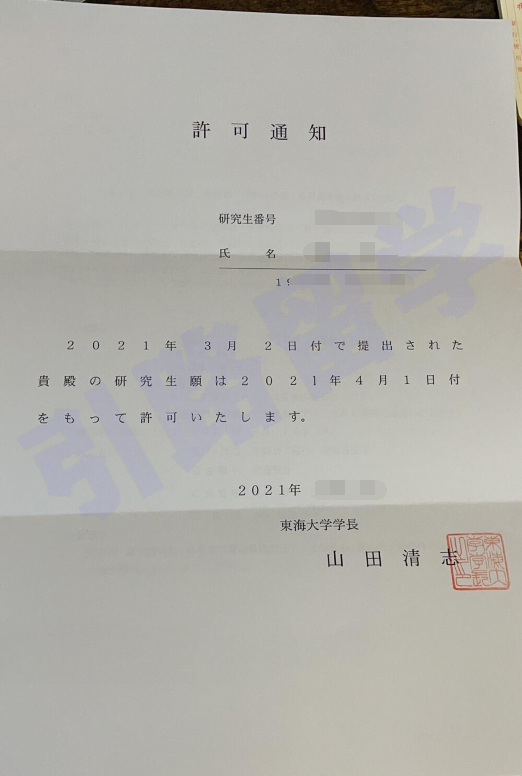 許可通知
研究生番号
氏名
19
2021年3月2日付で提出された
貴殿の研究生願は2021年4月1日付
をもって許可いたします。
2021年
東海大学学長
山田清志
引路留学